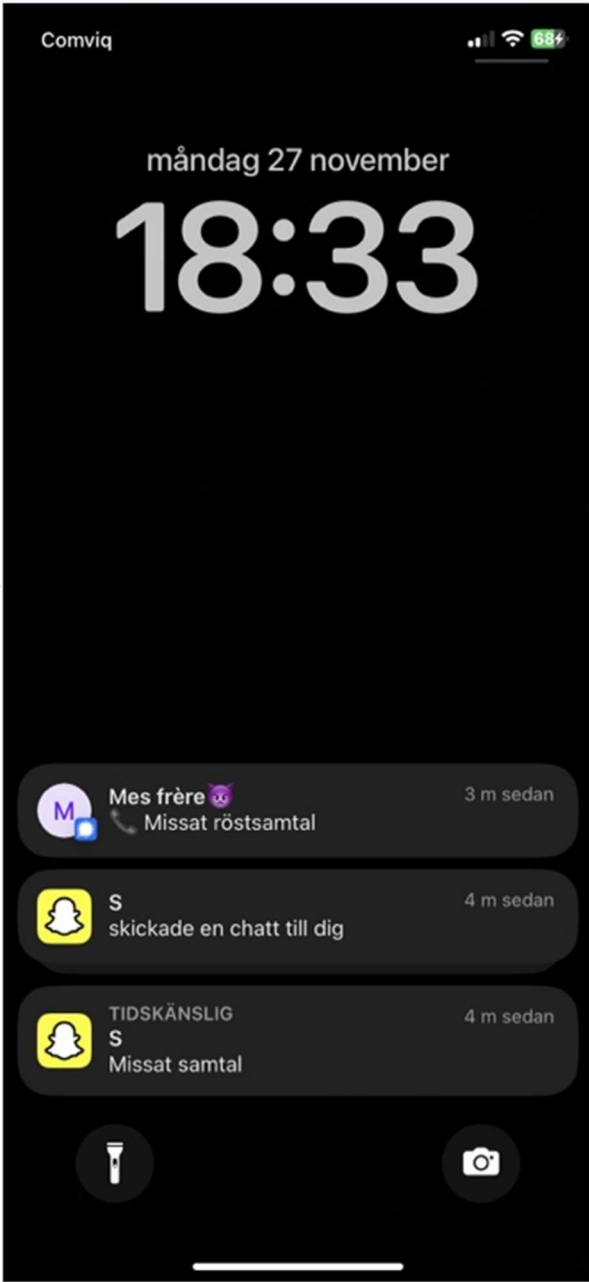 Comviq
68
måndag 27 november
18:33
M
Mes frère😈
3 m sedan
📞 Missat röstsamtal
S
4 m sedan
skickade en chatt till dig
TIDSKÄNSLIG
4 m sedan
S
Missat samtal